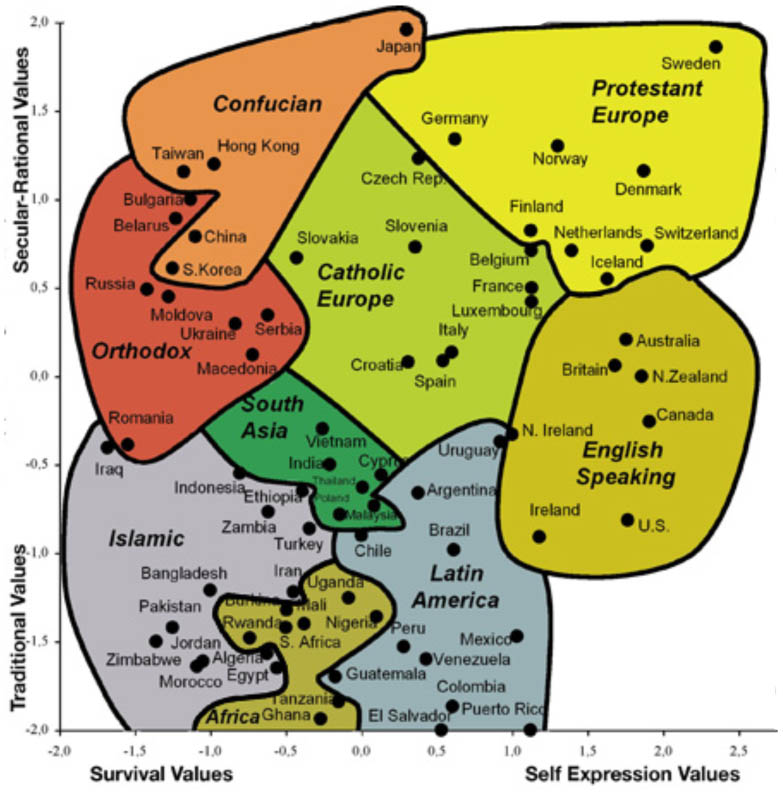 2,0
Japan
Sweden
Protestant
Europe
Confucian
1,5
Germany
Hong Kong
Taiwan
Norway
Czech Rep.
Denmark
1,0
Bulgaria
Finland
Belarus
Slovenia
China
Slovakia
Netherlands
Switzerland
Belgium
S.Korea
Catholic
Europe
Iceland
Russia
France
0,5
Moldova
Luxembourg
Ukraine
Serbia
Italy
Australia
Orthodox
Macedonia
Croatia
Spain
Britain
N.Zealand
0,0
South
Asia
Romania
Vietnam
Canada
N. Ireland
Uruguay
English
Speaking
Iraq
India
Cyprus
-0,5
Indonesia
Thailand
Ethiopia
Poland
Argentina
Malaysia
Ireland
U.S.
Zambia
Islamic
Turkey
Chile
Brazil
-1,0
Bangladesh
Iran
Latin
America
Uganda
Pakistan
Mali
Rwanda
Nigeria
-1,5
Jordan
S. Africa
Peru
Mexico
Zimbabwe
Algeria
Venezuela
Morocco
Egypt
Guatemala
Colombia
Tanzania
Puerto Rico
Africa
Ghana
El Salvador
-2,0
-2,0
-1,5
-1,0
-0,5
0,0
0,5
1,0
1,5
2,0
2,5
Survival Values
Self Expression Values
Traditional Values
Secular-Rational Values